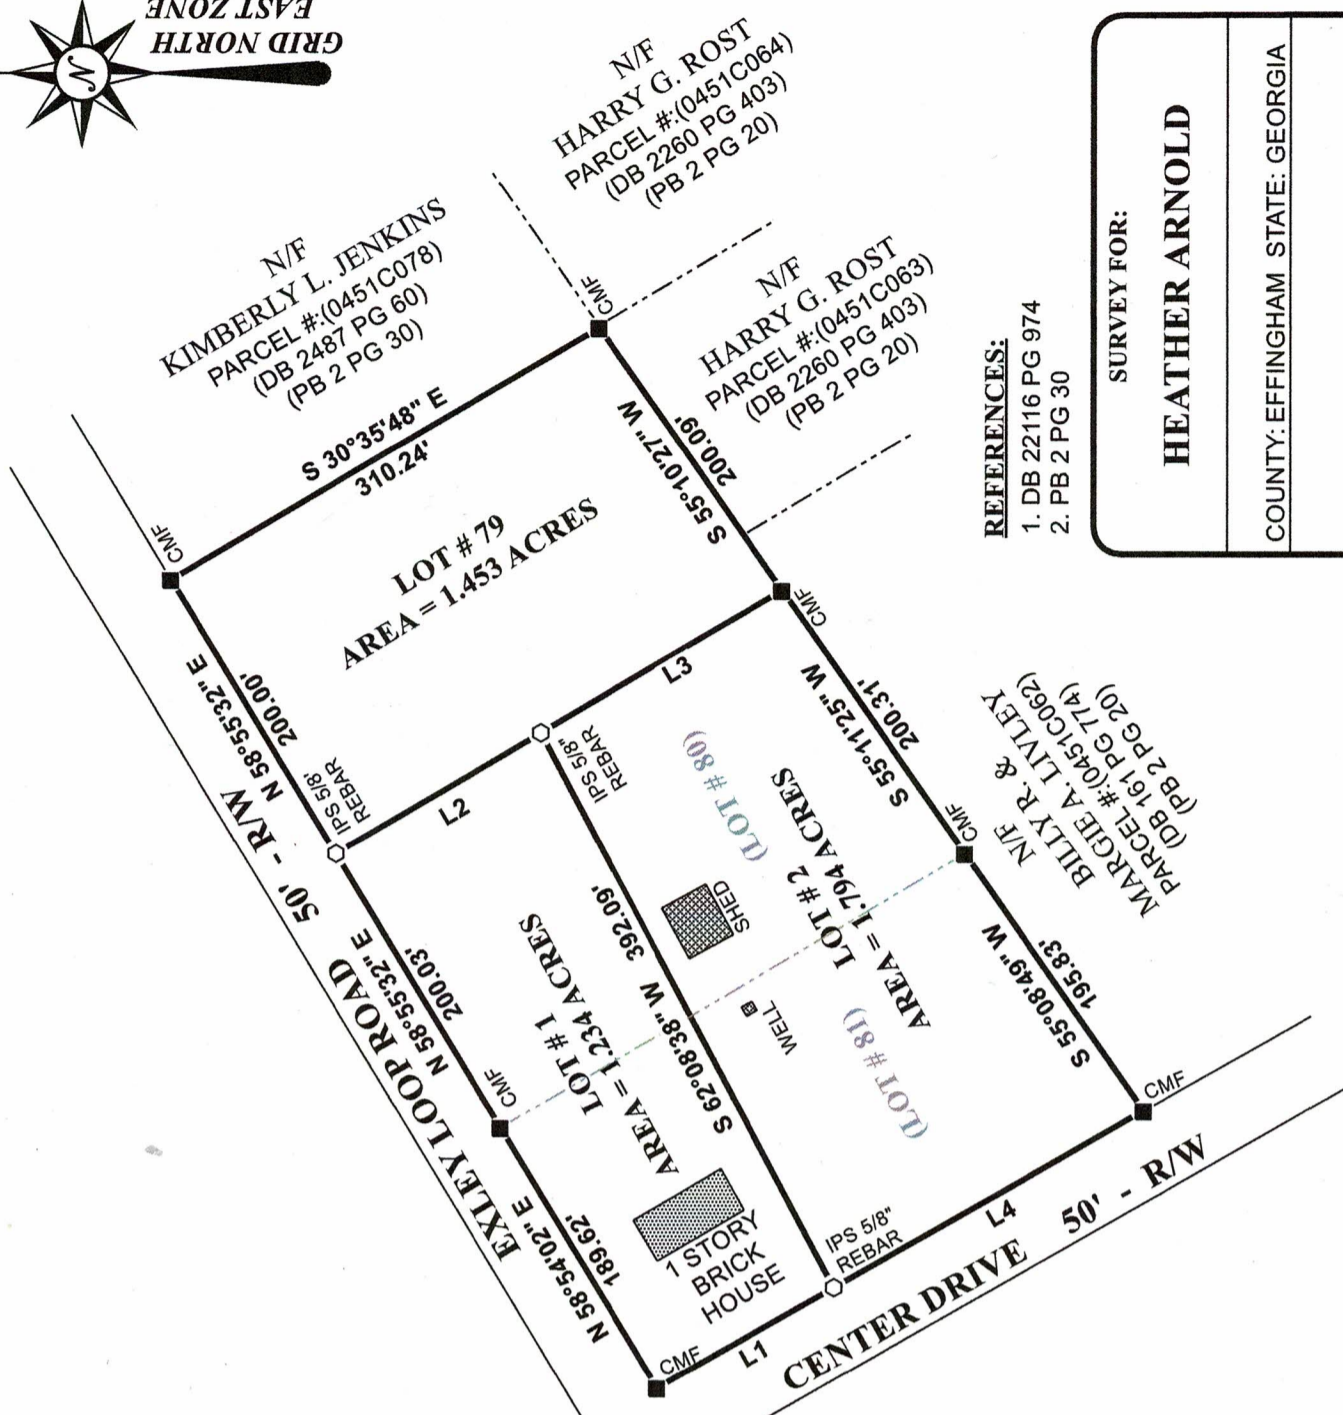 GRID NORTH
EAST ZONE
N
N/F
HARRY G. ROST
PARCEL #:(0451C064)
(DB 2260 PG 403)
(PB 2 PG 20)
N/F
KIMBERLY L. JENKINS
PARCEL #:(0451C078)
(DB 2487 PG 60)
(PB 2 PG 30)
N/F
HARRY G. ROST
PARCEL #:(0451C063)
(DB 2260 PG 403)
(PB 2 PG 20)
CMF
CMF
S 30°35'48" E
310.24'
S 55°10'27" W
200.09'
LOT # 79
AREA = 1.453 ACRES
N 58°55'32" E
200.00'
IPS 5/8'
REBAR
L2
L3
IPS 5/8"
REBAR
CMF
EXLEY LOOP ROAD 50' - R/W
N 58°55'32" E
200.03'
CMF
LOT # 1
AREA = 1.234 ACRES
S 62°08'38" W 392.09'
SHED
(LOT # 80)
LOT # 2
AREA = 1.794 ACRES
WELL
(LOT # 81)
S 55°11'25" W
200.31'
CMF
N/F
BILLY R. &
MARGIE A. LIVLEY
PARCEL #:(0451C062)
(DB 161 PG 774)
(PB 2 PG 20)
S 55°08'49" W
195.83'
CMF
N 58°54'02" E
189.62'
1 STORY
BRICK
HOUSE
CMF
L1
IPS 5/8"
REBAR
L4
CENTER DRIVE 50' - R/W
REFERENCES:
1. DB 22116 PG 974
2. PB 2 PG 30
SURVEY FOR:
HEATHER ARNOLD
COUNTY: EFFINGHAM STATE: GEORGIA